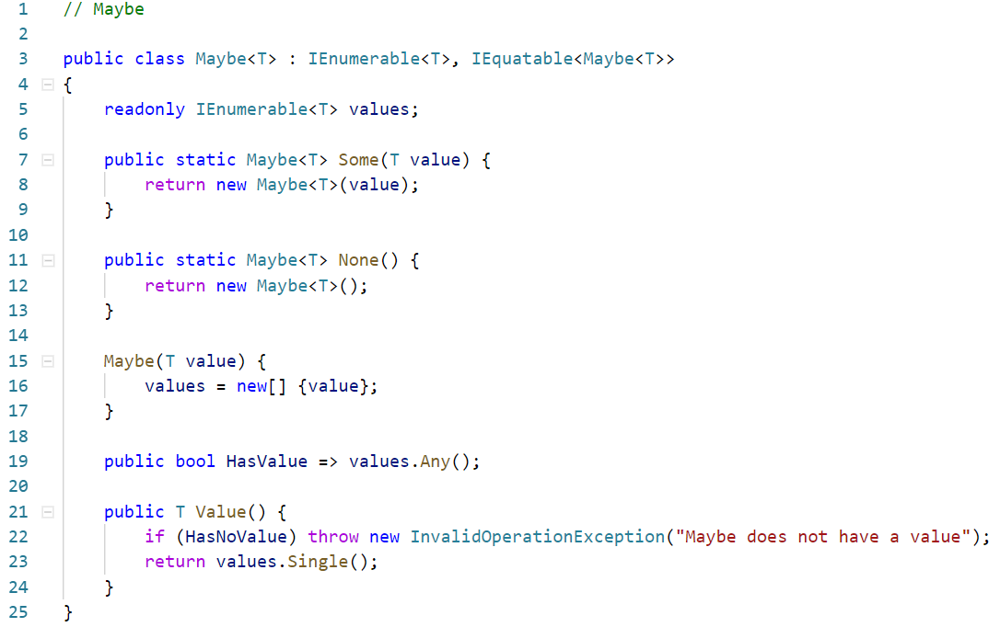 1 // Maybe
2
3 public class Maybe<T> : IEnumerable<T>, IEquatable<Maybe<T>>
4 {
5     readonly IEnumerable<T> values;
6
7     public static Maybe<T> Some(T value) {
8         return new Maybe<T>(value);
9     }
10
11     public static Maybe<T> None() {
12         return new Maybe<T>();
13     }
14
15     Maybe(T value) {
16         values = new[] {value};
17     }
18
19     public bool HasValue => values.Any();
20
21     public T Value() {
22         if (HasNoValue) throw new InvalidOperationException("Maybe does not have a value");
23         return values.Single();
24     }
25 }